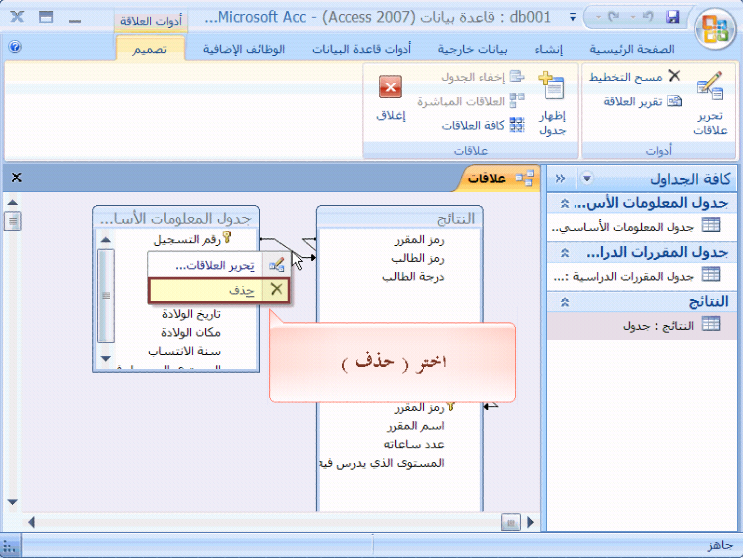 db001 : قاعدة بيانات (Access 2007) - Microsoft Acc...
أدوات العلاقة
الصفحة الرئيسية
إنشاء
بيانات خارجية
أدوات قاعدة البيانات
الوظائف الإضافية
تصميم
تحرير علاقات
مسح التخطيط
تقرير العلاقة
أدوات
إظهار جدول
إخفاء الجدول
العلاقات المباشرة
كافة العلاقات
إغلاق
علاقات
كافة الجداول
جدول المعلومات الأس...
جدول المعلومات الأساسي...
جدول المقررات الدرا...
جدول المقررات الدراسية :...
النتائج
النتائج : جدول
علاقات
النتائج
رمز المقرر
رمز الطالب
درجة الطالب
جدول المعلومات الأسا...
رقم التسجيل
تحرير العلاقات...
حذف
تاريخ الولادة
مكان الولادة
سنة الانتساب
اختر ( حذف )
رمز المقرر
اسم المقرر
عدد ساعاته
المستوى الذي يدرس فيه
جاهز